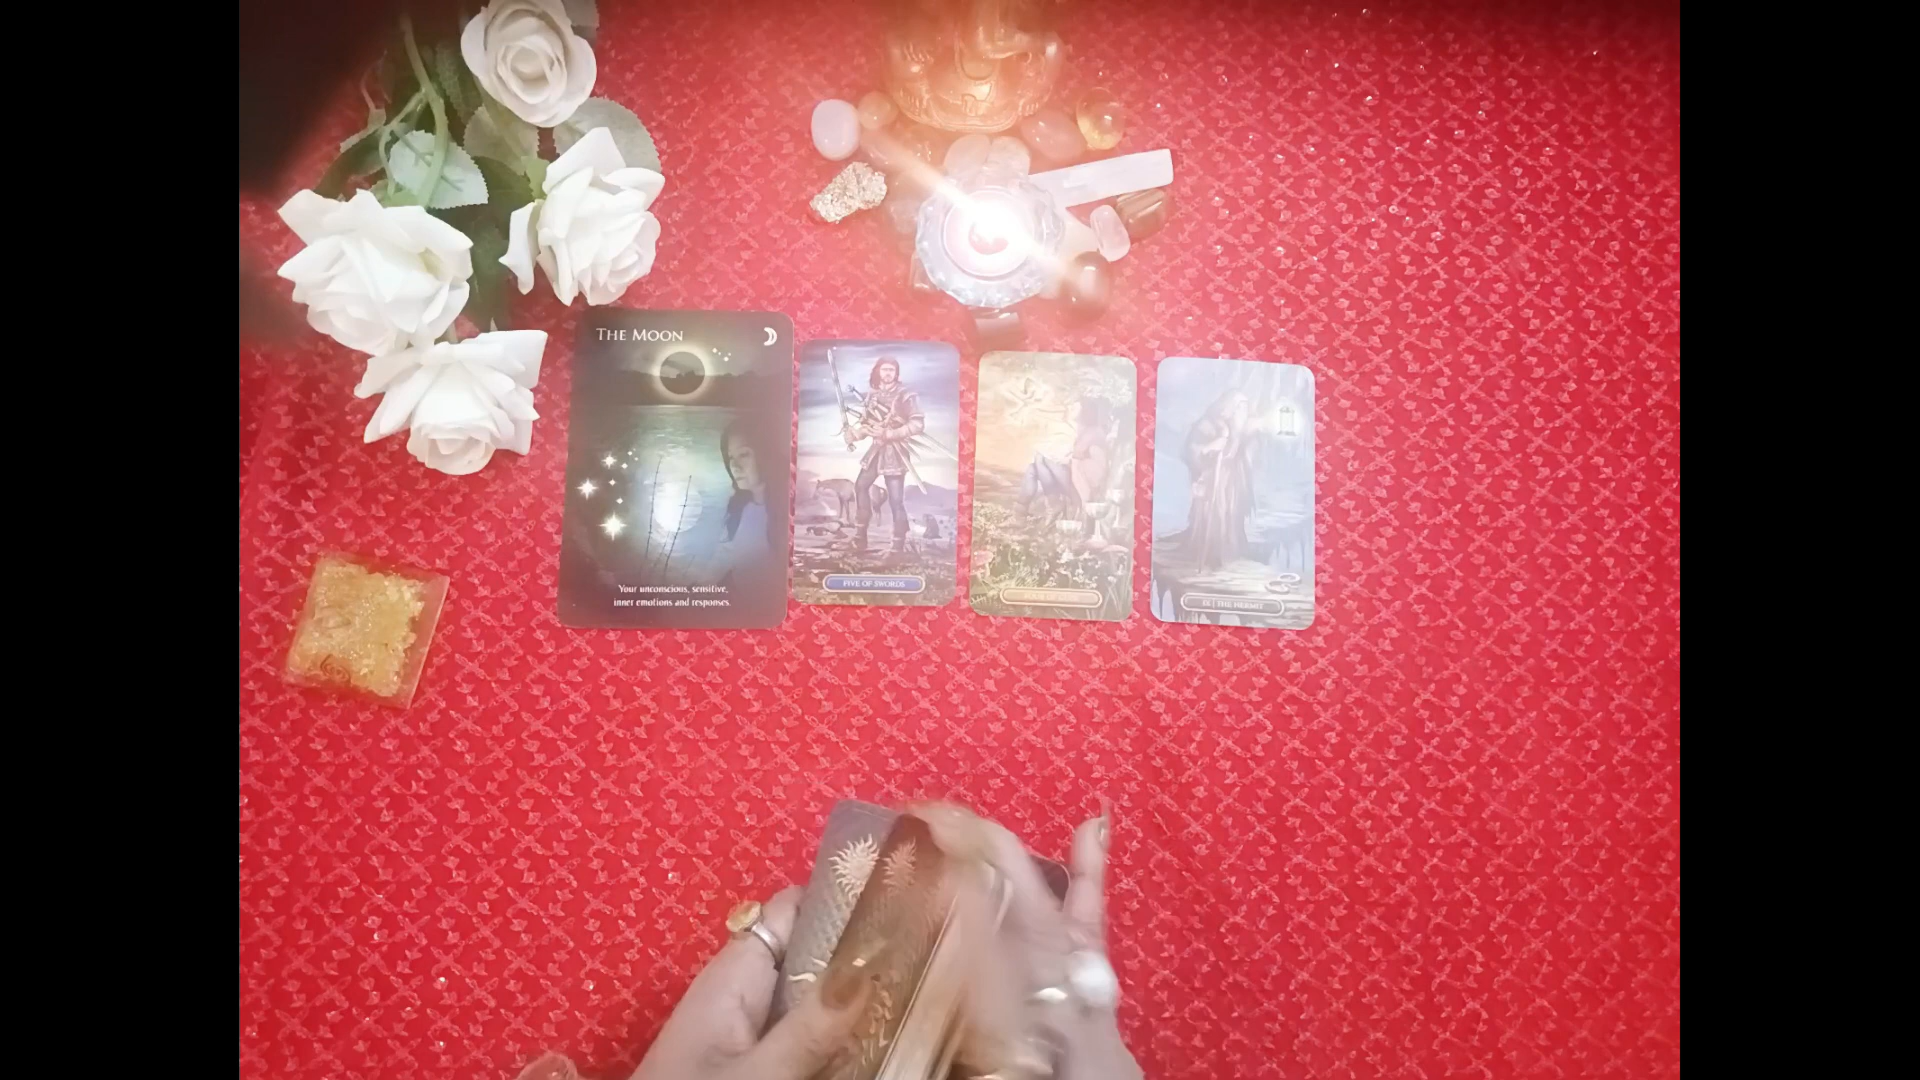 THE MOON
Your unconscious, sensitive,
inner emotions and responses.
FIVE OF SWORDS
IX | THE HERMIT